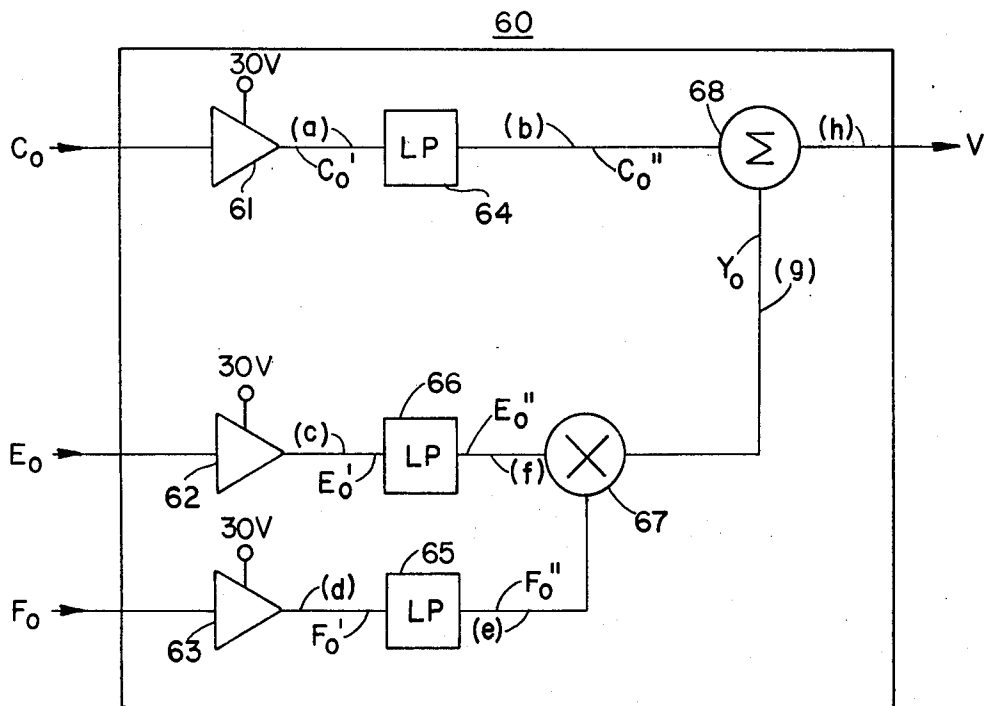 60
30V
68
C₀
(a)
C₀'
61
LP
64
(b)
C₀''
Σ
(h)
V
Y₀
(g)
30V
66
E₀
62
(c)
E₀'
LP
E₀''
(f)
67
30V
65
F₀
63
(d)
F₀'
LP
F₀''
(e)